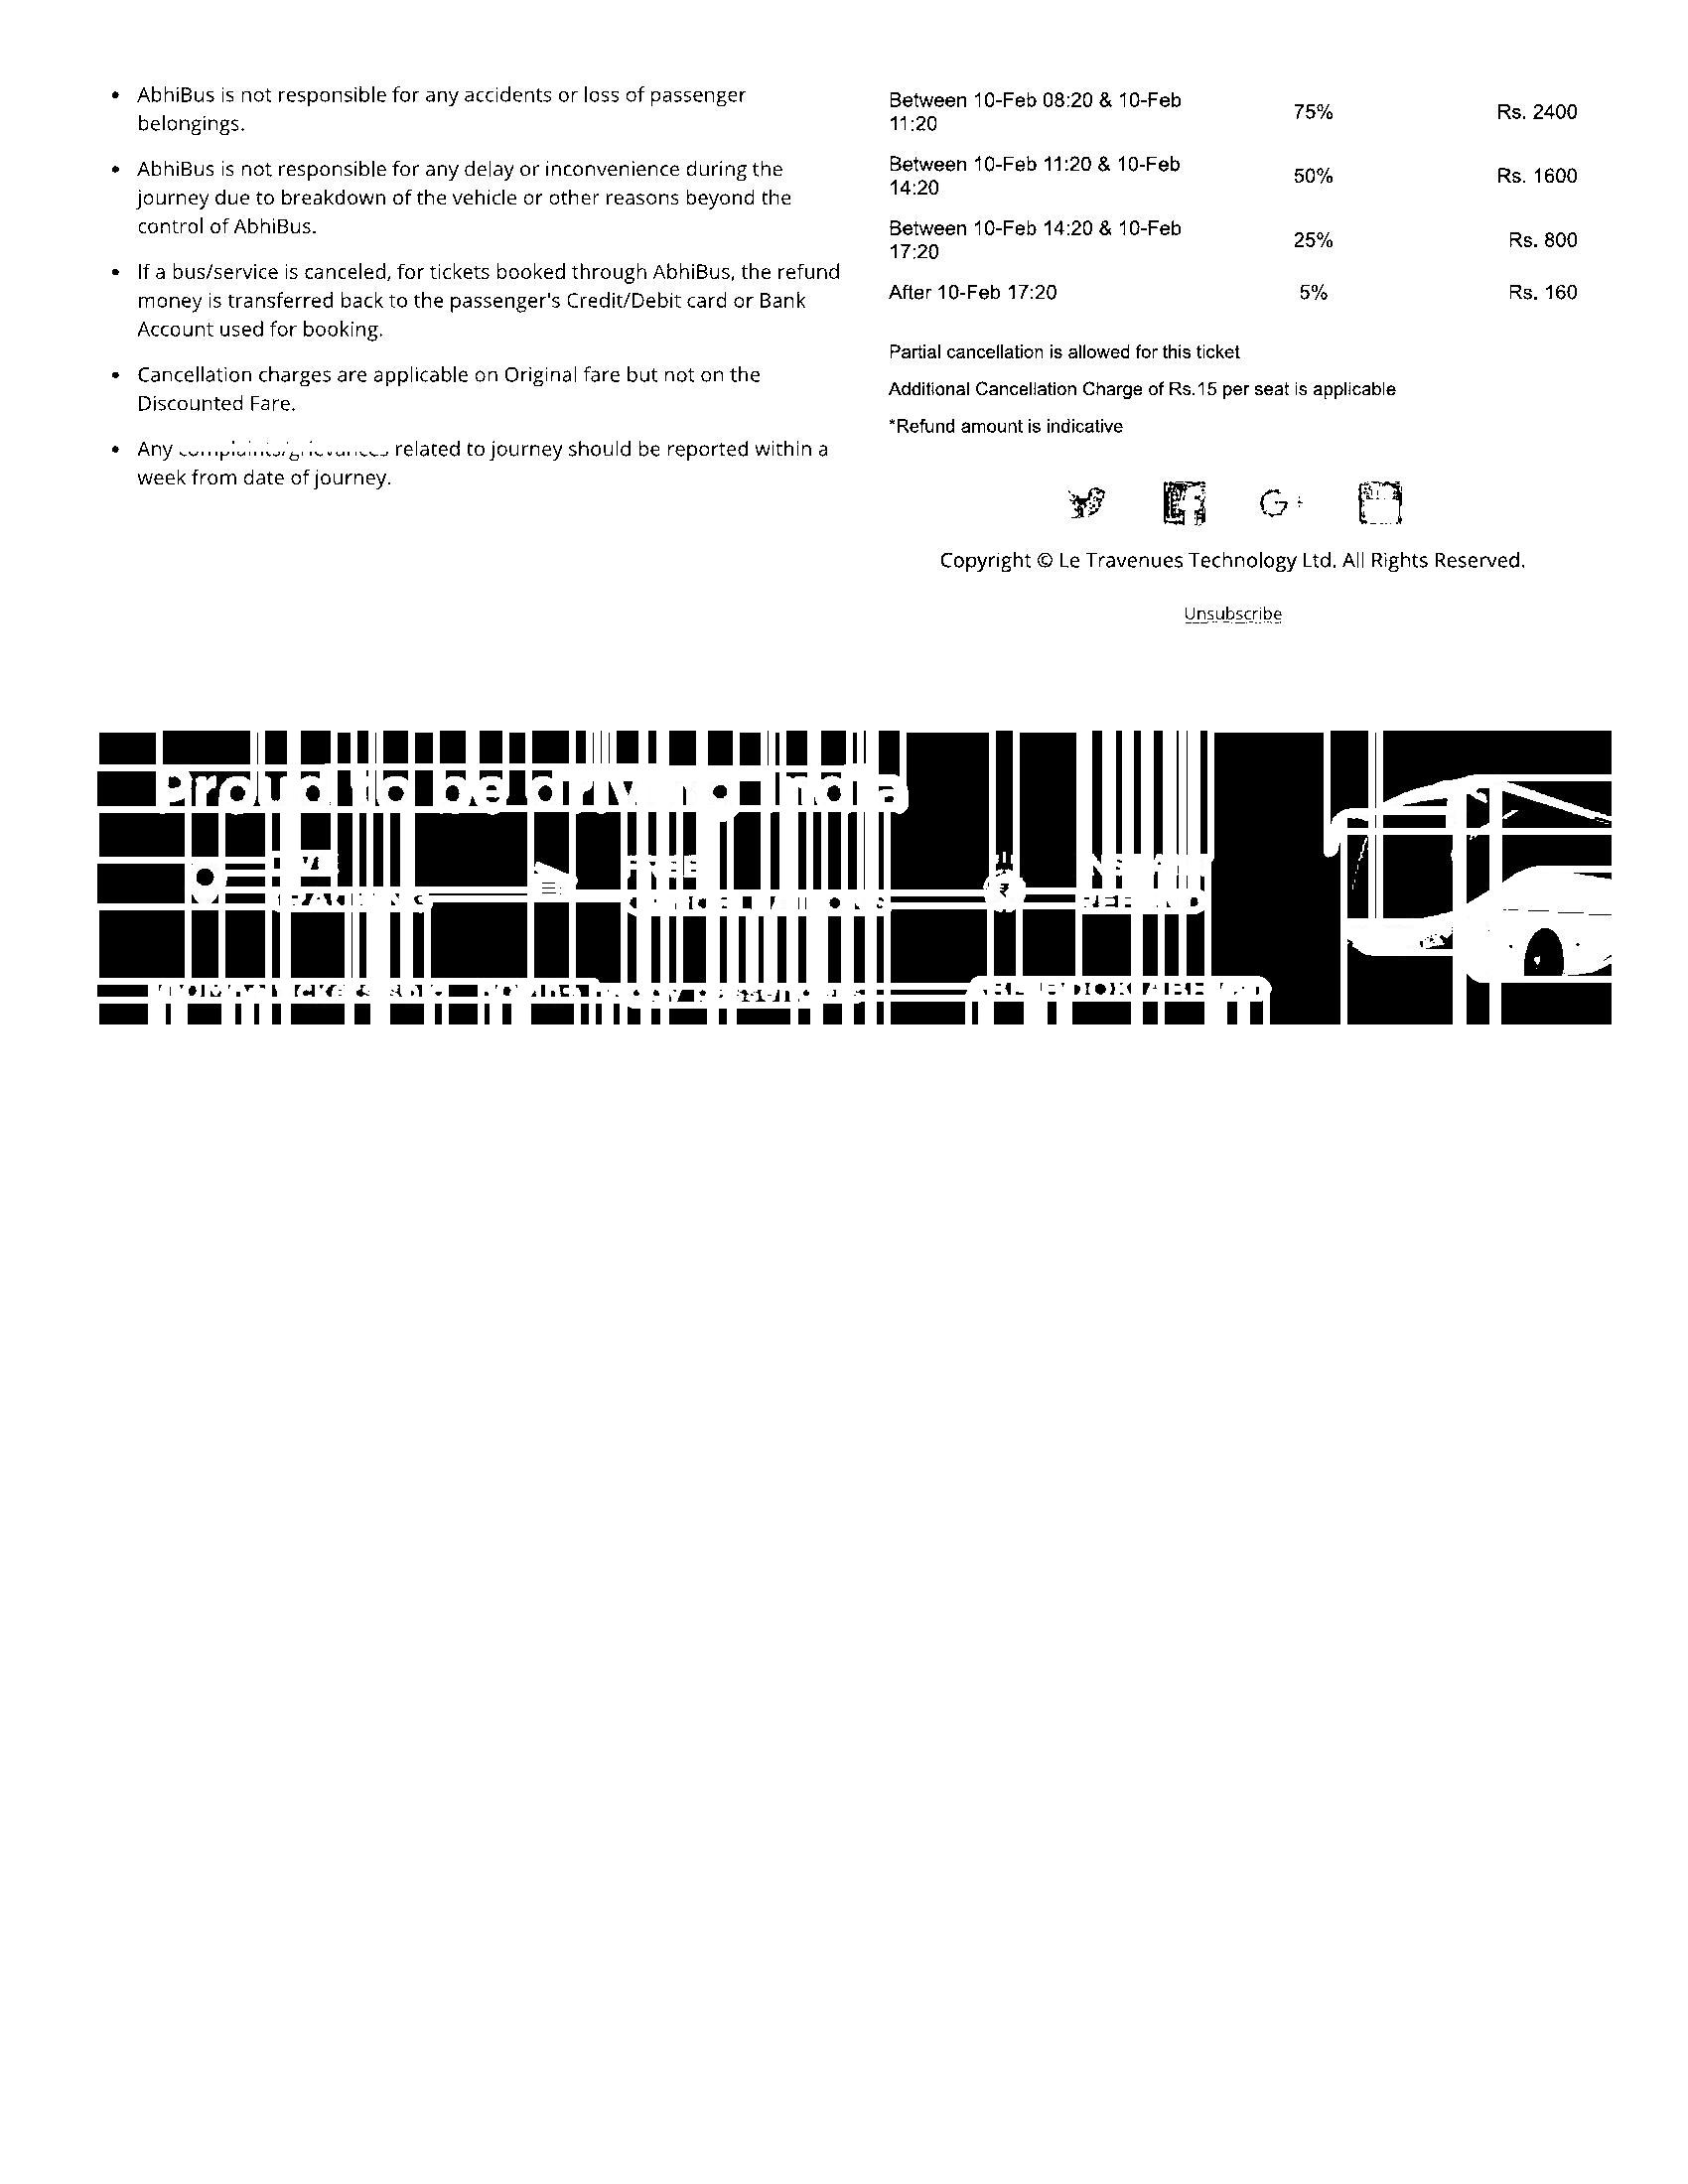 AbhiBus is not responsible for any accidents or loss of passenger
belongings.
AbhiBus is not responsible for any delay or inconvenience during the
journey due to breakdown of the vehicle or other reasons beyond the
control of AbhiBus.
If a bus/service is canceled, for tickets booked through AbhiBus, the refund
money is transferred back to the passenger's Credit/Debit card or Bank
Account used for booking.
Cancellation charges are applicable on Original fare but not on the
Discounted Fare.
Any complaints/grievances related to journey should be reported within a
week from date of journey.
Between 10-Feb 08:20 & 10-Feb
11:20 75% Rs. 2400
Between 10-Feb 11:20 & 10-Feb
14:20 50% Rs. 1600
Between 10-Feb 14:20 & 10-Feb
17:20 25% Rs. 800
After 10-Feb 17:20 5% Rs. 160
Partial cancellation is allowed for this ticket
Additional Cancellation Charge of Rs.15 per seat is applicable
*Refund amount is indicative
G+
Copyright © Le Travenues Technology Ltd. All Rights Reserved.
Unsubscribe
Proud to be driving India
LIVE
TRACKING
FREE
CANCELLATIONS
INSTANT
REFUND
tickets sold happy passengers